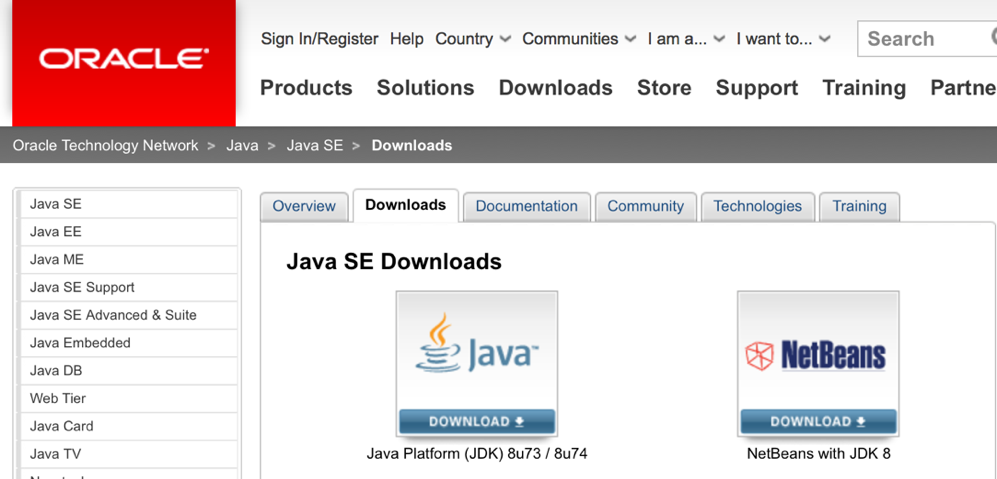 ORACLE
Sign In/Register Help Country Communities I am a... I want to... Search
Products Solutions Downloads Store Support Training Partne
Oracle Technology Network > Java > Java SE > Downloads
Java SE
Java EE
Java ME
Java SE Support
Java SE Advanced & Suite
Java Embedded
Java DB
Web Tier
Java Card
Java TV
Overview Downloads Documentation Community Technologies Training
Java SE Downloads
Java™
DOWNLOAD
Java Platform (JDK) 8u73 / 8u74
NetBeans
DOWNLOAD
NetBeans with JDK 8